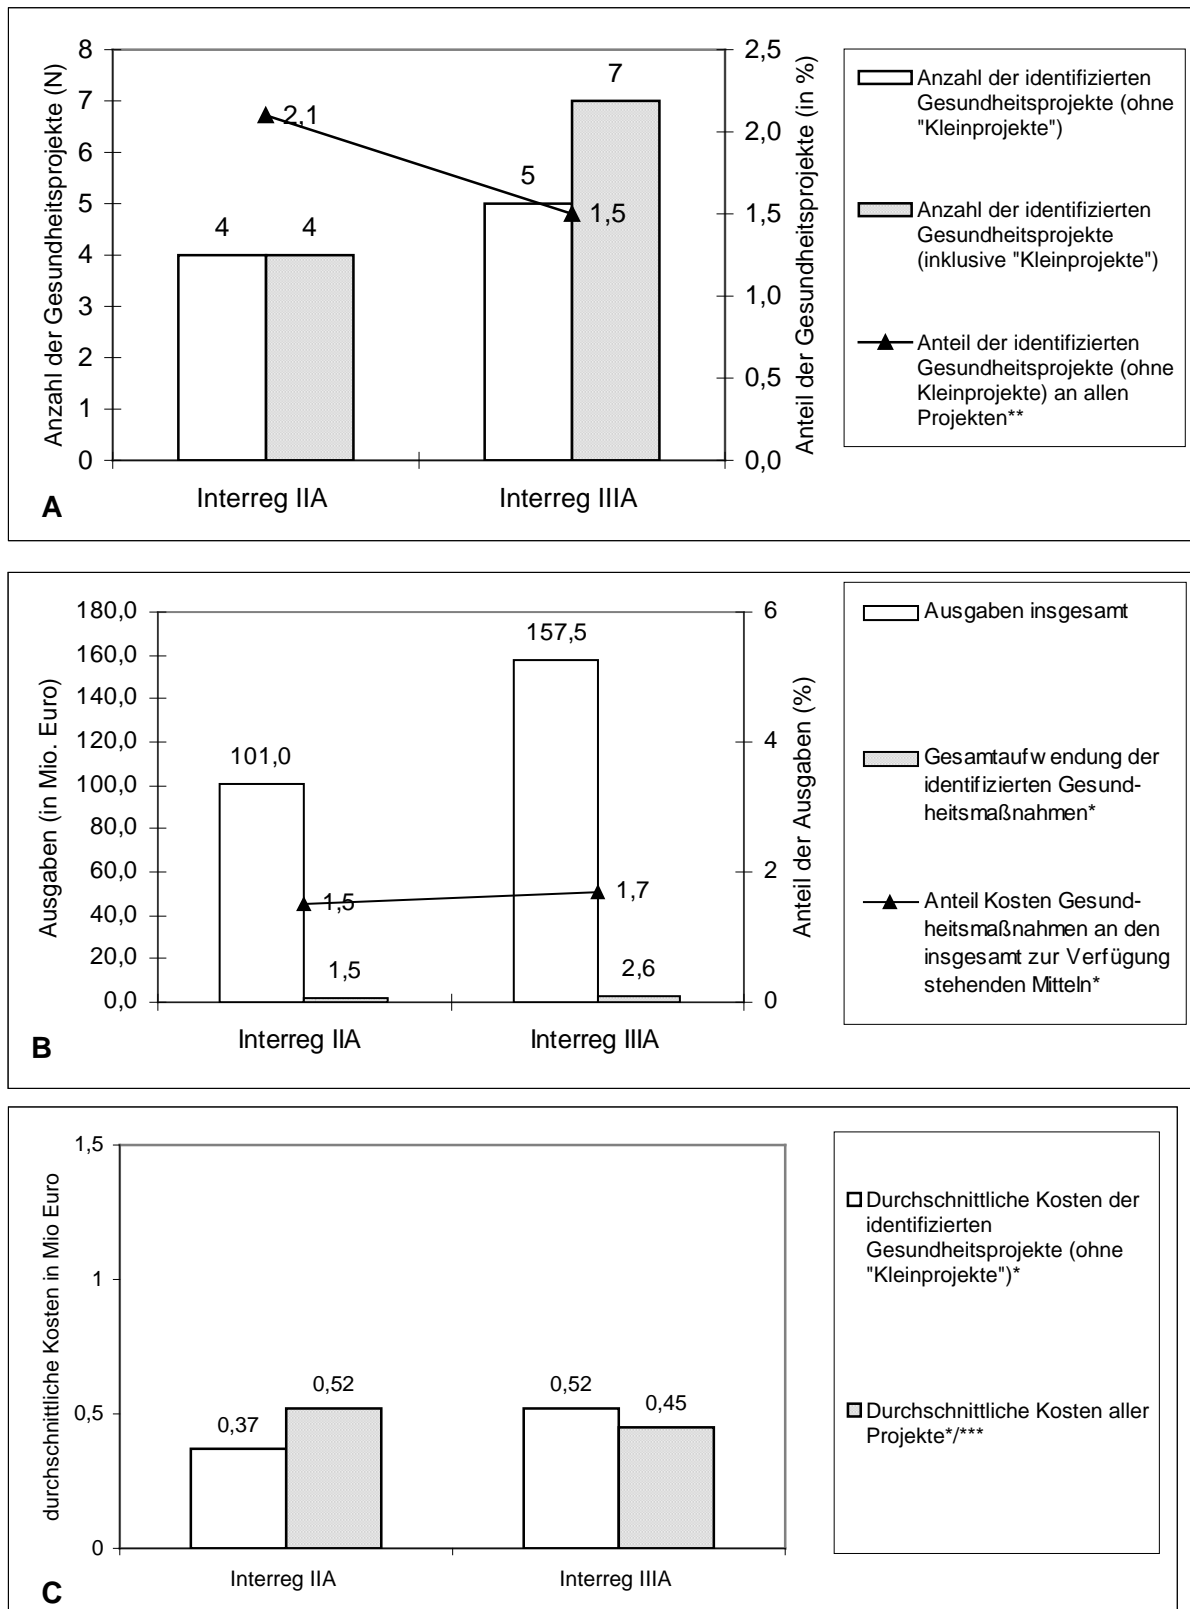 8
7
6
5
4
3
2
1
0
Anzahl der Gesundheitsprojekte (N)
2,5
2,0
1,5
1,0
0,5
0,0
Anteil der Gesundheitsprojekte (in %)
4
4
5
7
2,1
1,5
Interreg IIA
Interreg IIIA
A
Anzahl der identifizierten
Gesundheitsprojekte (ohne
"Kleinprojekte")
Anzahl der identifizierten
Gesundheitsprojekte
(inklusive "Kleinprojekte")
Anteil der identifizierten
Gesundheitsprojekte (ohne
Kleinprojekte) an allen
Projekten**
180,0
160,0
140,0
120,0
100,0
80,0
60,0
40,0
20,0
0,0
Ausgaben (in Mio. Euro)
6
4
2
0
Anteil der Ausgaben (%)
101,0
157,5
1,5
1,7
1,5
2,6
Interreg IIA
Interreg IIIA
B
Ausgaben insgesamt
Gesamtaufwendung der
identifizierten Gesund-
heitsmaßnahmen*
Anteil Kosten Gesund-
heitsmaßnahmen an den
insgesamt zur Verfügung
stehenden Mitteln*
1,5
1
0,5
0
durchschnittliche Kosten in Mio Euro
0,37
0,52
0,52
0,45
Interreg IIA
Interreg IIIA
C
Durchschnittliche Kosten der
identifizierten
Gesundheitsprojekte (ohne
"Kleinprojekte")*
Durchschnittliche Kosten aller
Projekte*/***